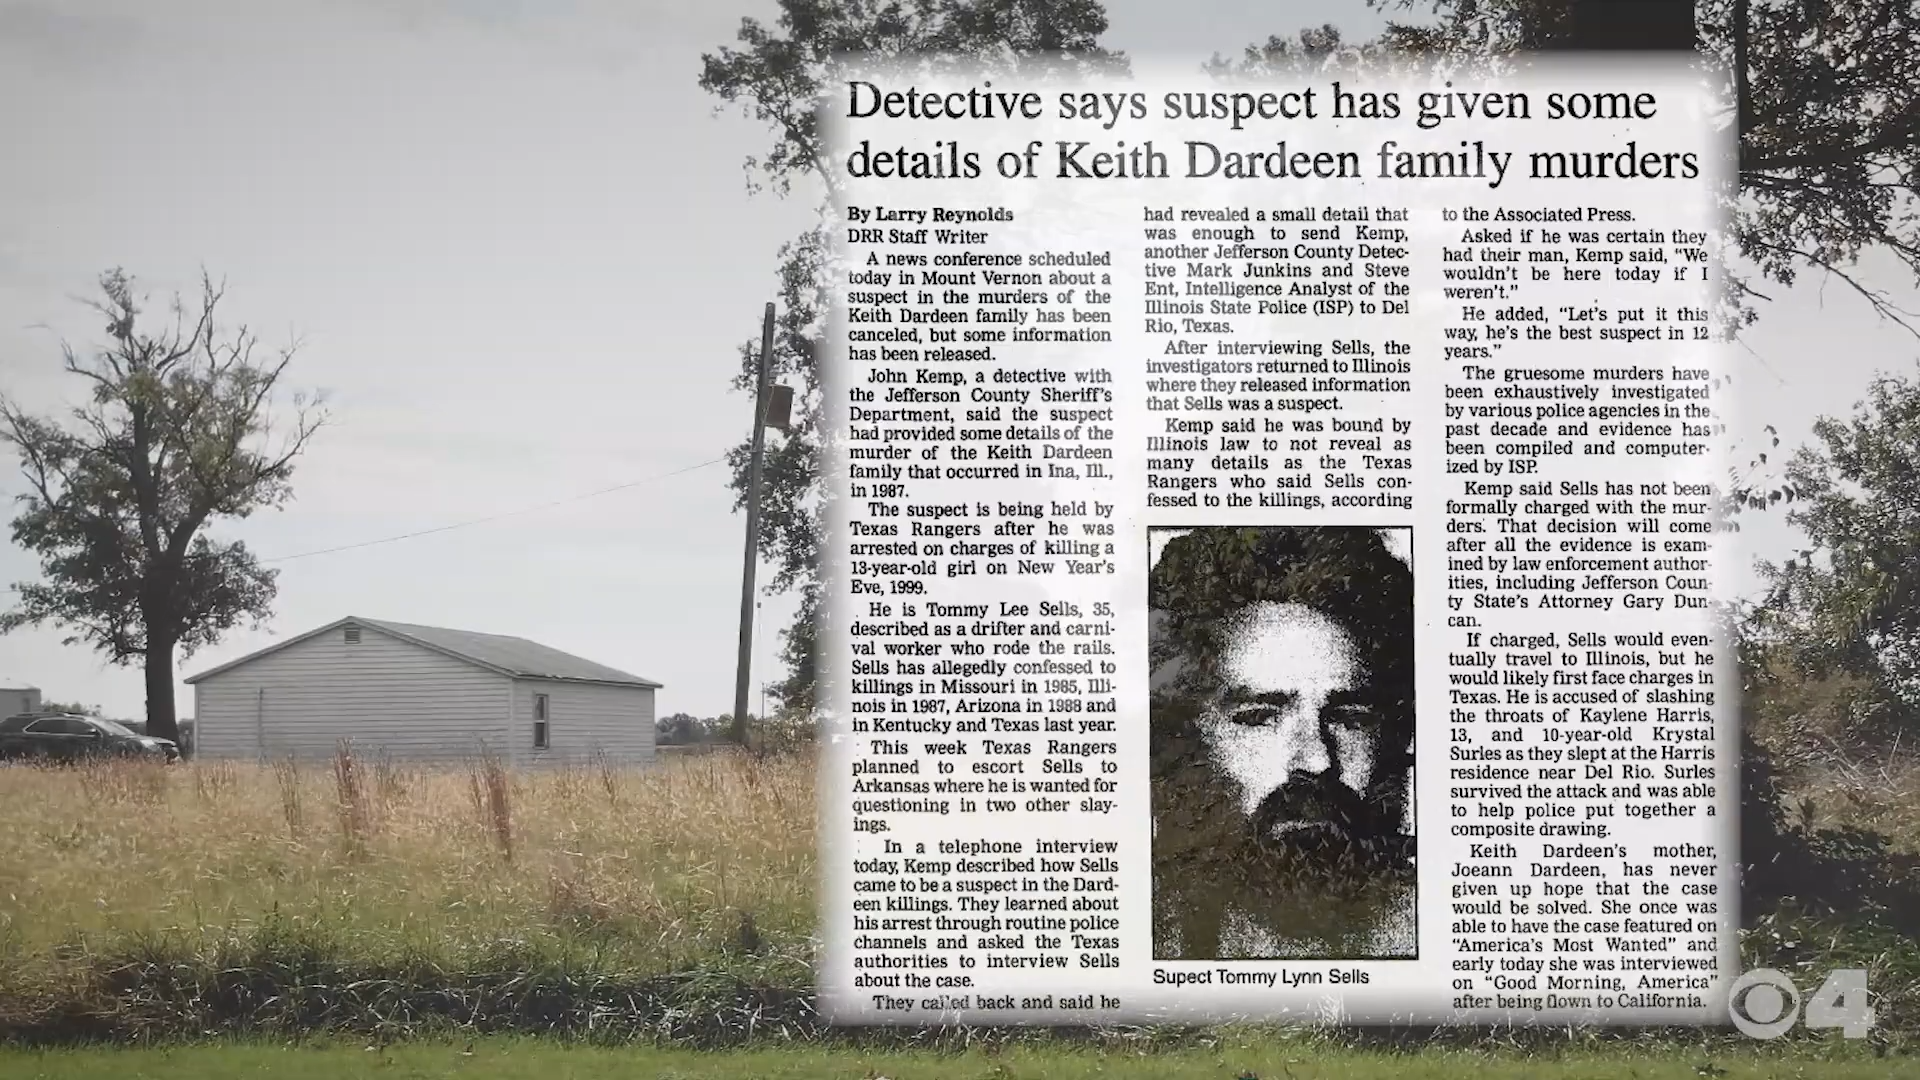 Detective says suspect has given some
details of Keith Dardeen family murders
By Larry Reynolds
DRR Staff Writer
A news conference scheduled
today in Mount Vernon about a
suspect in the murders of the
Keith Dardeen family has been
canceled, but some information
has been released.
John Kemp, a detective with
the Jefferson County Sheriff's
Department, said the suspect
had provided some details of the
murder of the Keith Dardeen
family that occurred in Ina, Ill.,
in 1987.
The suspect is being held by
Texas Rangers after he was
arrested on charges of killing a
13-year-old girl on New Year's
Eve, 1999.
He is Tommy Lee Sells, 35,
described as a drifter and carni-
val worker who rode the rails.
Sells has allegedly confessed to
killings in Missouri in 1985, Illi-
nois in 1987, Arizona in 1988 and
in Kentucky and Texas last year.
This week Texas Rangers
planned to escort Sells to
Arkansas where he is wanted for
questioning in two other slay-
ings.
In a telephone interview
today, Kemp described how Sells
came to be a suspect in the Dard-
een killings. They learned about
his arrest through routine police
channels and asked the Texas
authorities to interview Sells
about the case.
They called back and said he
had revealed a small detail that
was enough to send Kemp,
another Jefferson County Detec-
tive Mark Junkins and Steve
Ent, Intelligence Analyst of the
Illinois State Police (ISP) to Del
Rio, Texas.
After interviewing Sells, the
investigators returned to Illinois
where they released information
that Sells was a suspect.
Kemp said he was bound by
Illinois law to not reveal as
many details as the Texas
Rangers who said Sells con-
fessed to the killings, according
Supect Tommy Lynn Sells
to the Associated Press.
Asked if he was certain they
had their man, Kemp said, "We
wouldn't be here today if I
weren't."
He added, "Let's put it this
way, he's the best suspect in 12
years."
The gruesome murders have
been exhaustively investigated
by various police agencies in the
past decade and evidence has
been compiled and computer-
ized by ISP.
Kemp said Sells has not been
formally charged with the mur-
ders. That decision will come
after all the evidence is exam-
ined by law enforcement author-
ities, including Jefferson Coun-
ty State's Attorney Gary Dun-
can.
If charged, Sells would even-
tually travel to Illinois, but he
would likely first face charges in
Texas. He is accused of slashing
the throats of Kaylene Harris,
13, and 10-year-old Krystal
Surles as they slept at the Harris
residence near Del Rio. Surles
survived the attack and was able
to help police put together a
composite drawing.
Keith Dardeen's mother,
Joeann Dardeen, has never
given up hope that the case
would be solved. She once was
able to have the case featured on
"America's Most Wanted" and
early today she was interviewed
on "Good Morning, America"
after being flown to California.
4